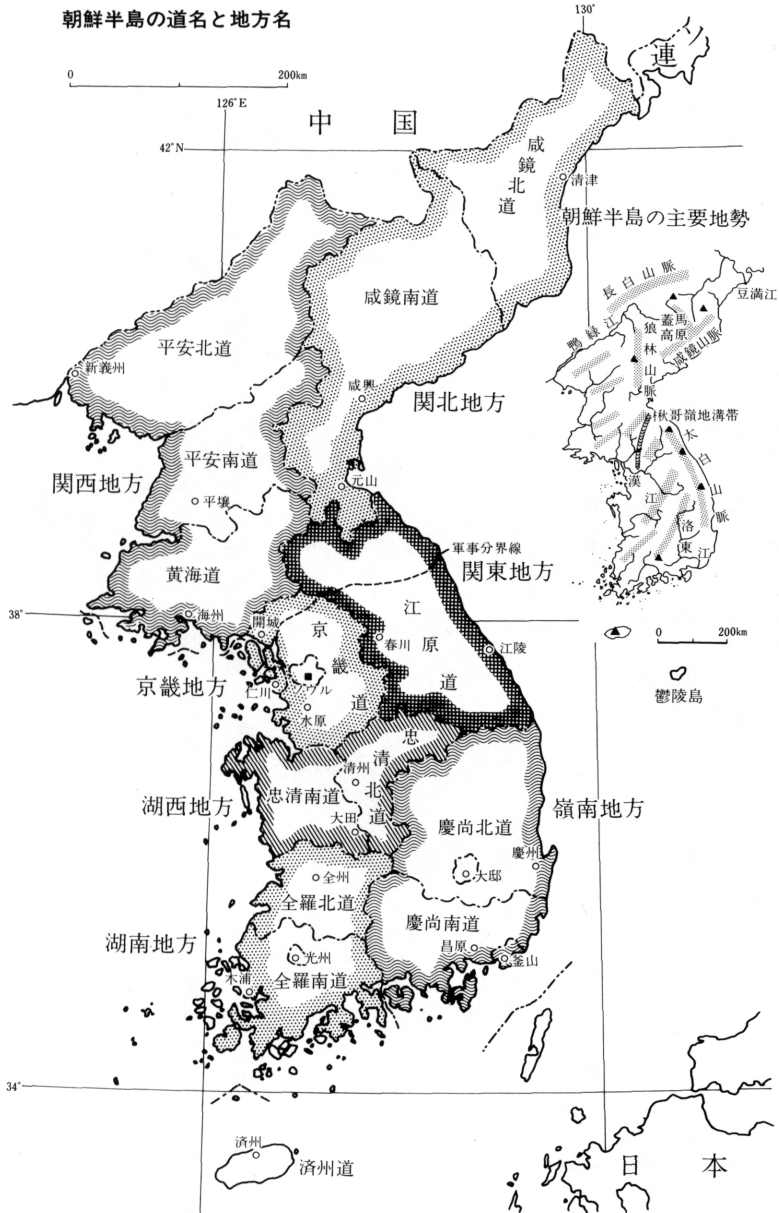 朝鮮半島の道名と地方名
0 200km
126°E
130°
ソ連
中国
42°N
咸鏡北道
清津
朝鮮半島の主要地勢
長白山脈
豆満江
鴨緑江
狼林山脈
蓋馬高原
咸鏡山脈
楸哥嶺地溝帯
太白山脈
漢江
洛東江
0 200km
咸鏡南道
平安北道
新義州
咸興
関北地方
平安南道
関西地方
平壌
元山
黄海道
軍事分界線
関東地方
38°
海州
開城
京畿道
江原道
春川
江陵
京畿地方
仁川
ソウル
水原
鬱陵島
忠清北道
清州
忠清南道
湖西地方
大田
慶尚北道
嶺南地方
慶州
大邱
全州
全羅北道
慶尚南道
湖南地方
昌原
釜山
光州
木浦
全羅南道
34°
済州
済州道
日本